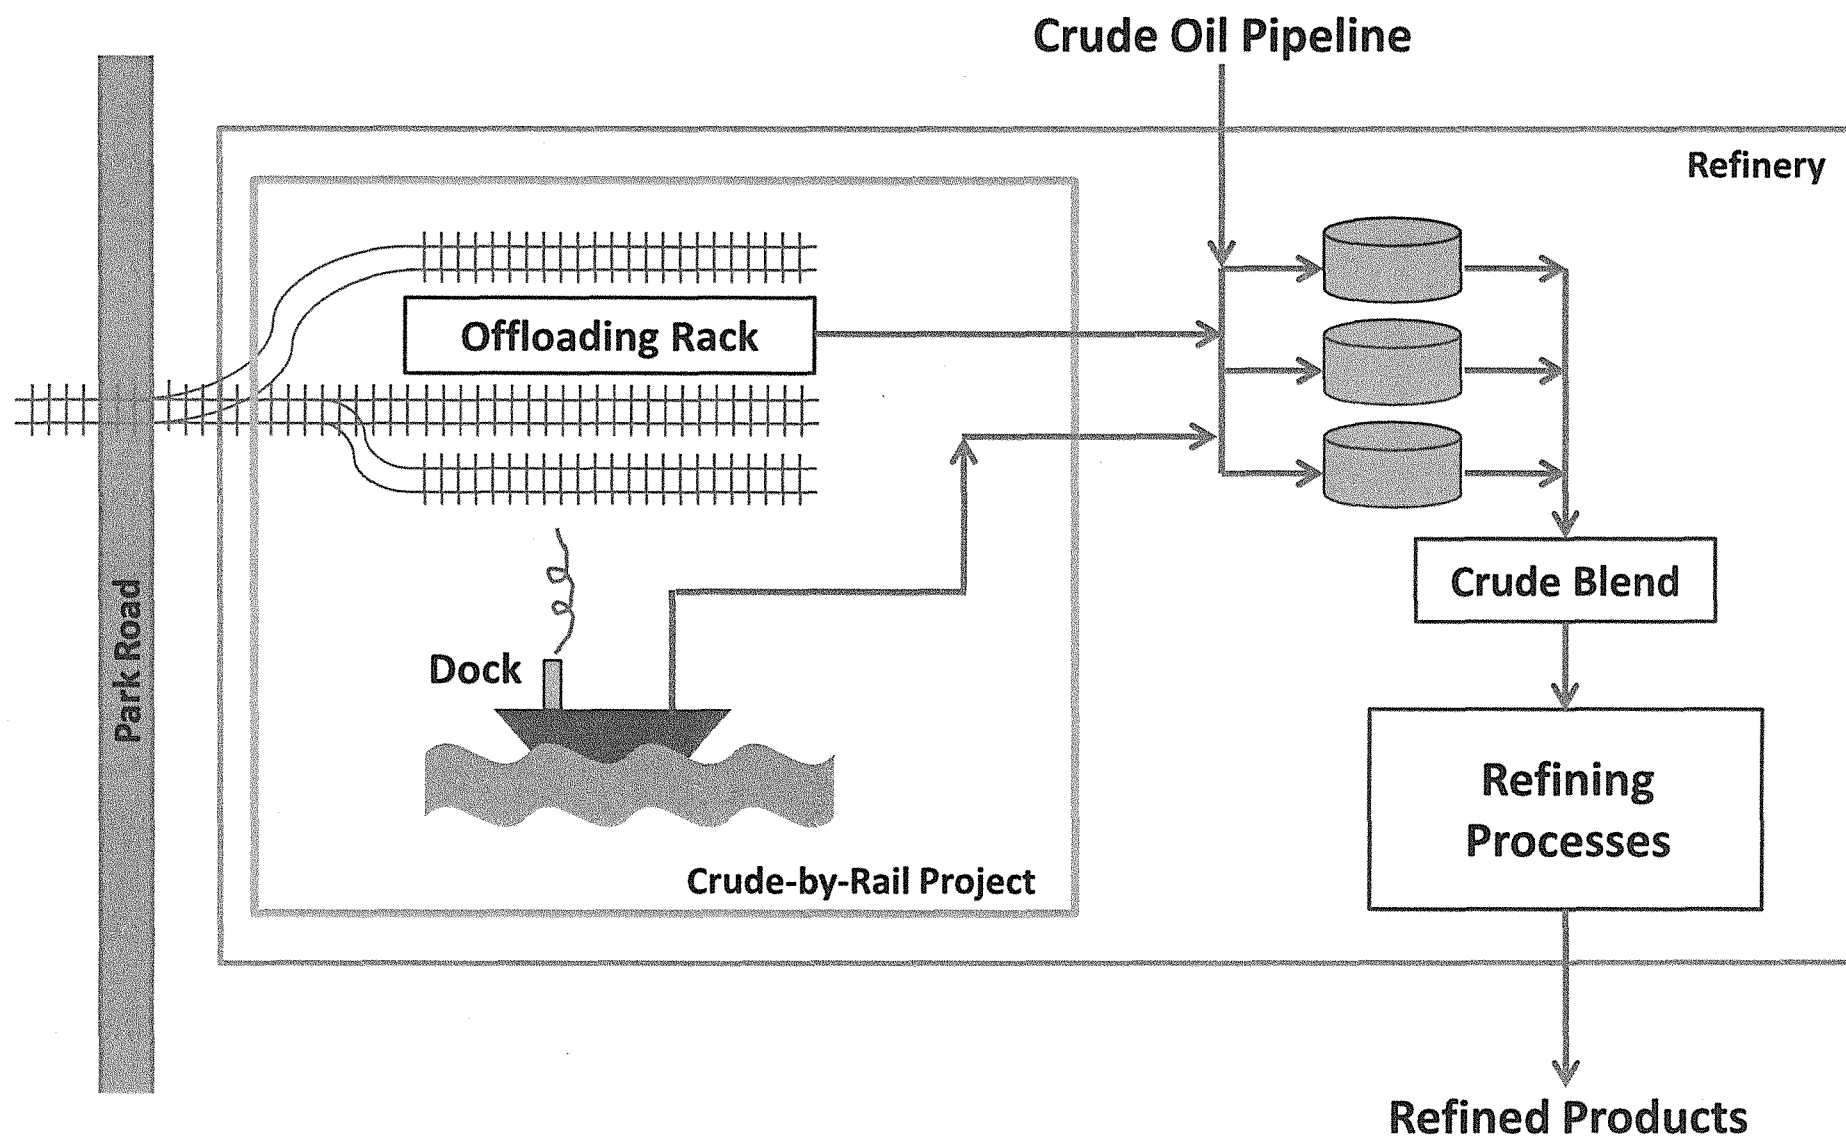 Crude Oil Pipeline
Refinery
Offloading Rack
Crude Blend
Park Road
Dock
Refining
Processes
Crude-by-Rail Project
Refined Products